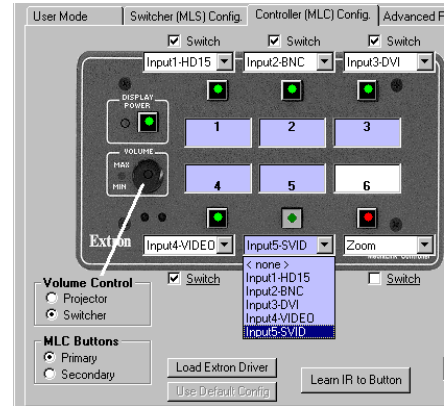 User Mode Switcher (MLS) Config. Controller (MLC) Config. Advanced F
Switch Switch Switch
Input1-HD15 Input2-BNC Input3-DVI
DISPLAY
POWER
1 2 3
VOLUME
MAX
MIN
4 5 6
Extron
Input4-VIDEO Input5-SVID Zoom
Switch Switch
< none >
Input1-HD15
Input2-BNC
Input3-DVI
Input4-VIDEO
Input5-SVID
Volume Control
Projector
Switcher
MLC Buttons
Primary
Secondary
Load Extron Driver
Use Default Config
Learn IR to Button